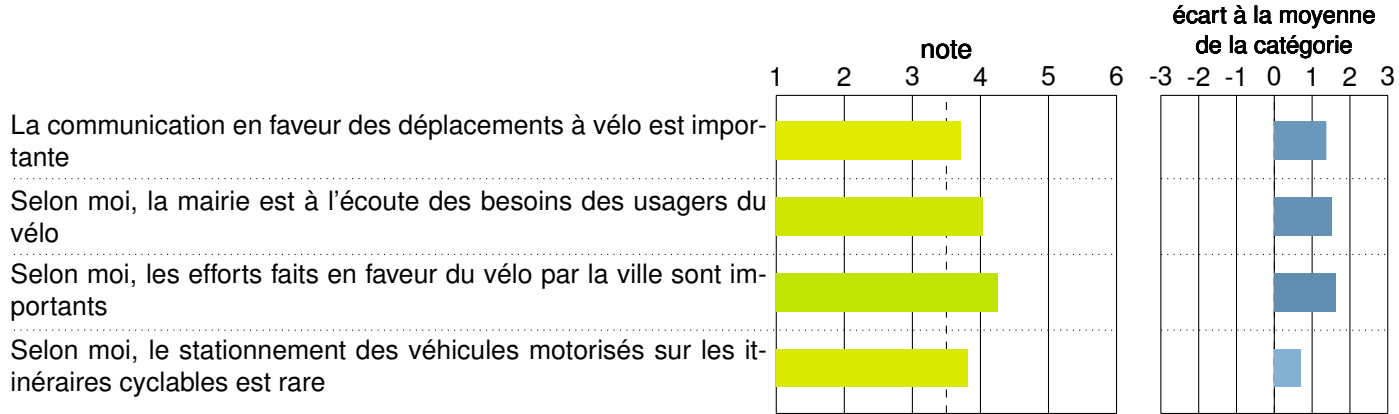 écart à la moyenne
note de la catégorie
1 2 3 4 5 6 -3 -2 -1 0 1 2 3
La communication en faveur des déplacements à vélo est impor-
tante
Selon moi, la mairie est à l'écoute des besoins des usagers du
vélo
Selon moi, les efforts faits en faveur du vélo par la ville sont im-
portants
Selon moi, le stationnement des véhicules motorisés sur les it-
inéraires cyclables est rare